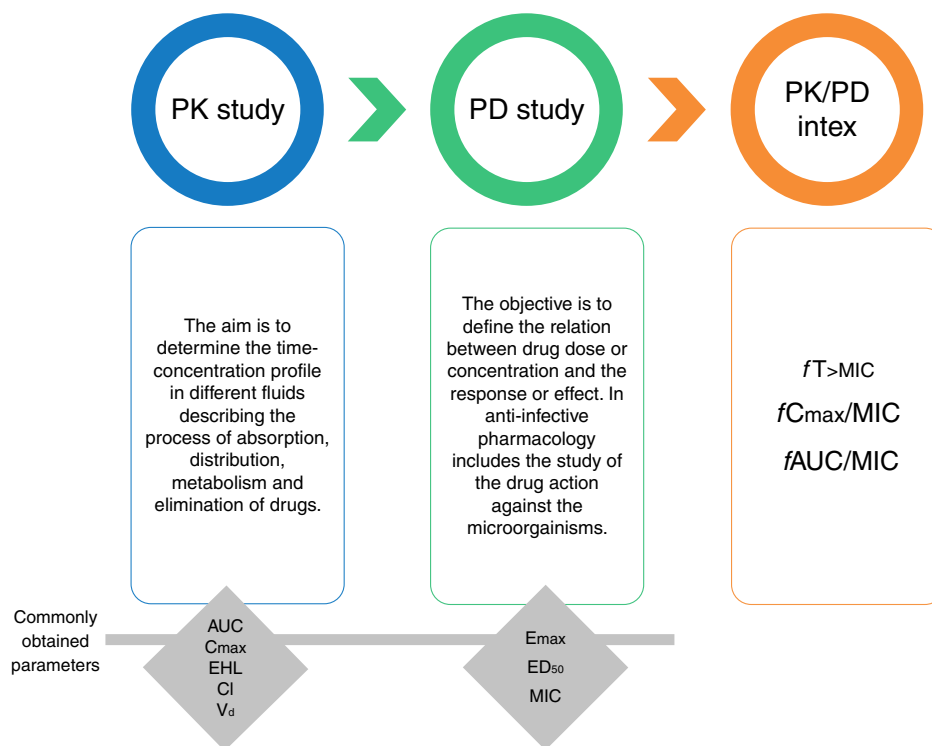 PK study
PD study
PK/PD
intex
The aim is to
determine the time-
concentration profile
in different fluids
describing the
process of absorption,
distribution,
metabolism and
elimination of drugs.
The objective is to
define the relation
between drug dose or
concentration and the
response or effect. In
anti-infective
pharmacology
includes the study of
the drug action
against the
microorgainisms.
fT>MIC
fCmax/MIC
fAUC/MIC
Commonly
obtained
parameters
AUC
Cmax
EHL
Cl
Vd
Emax
ED50
MIC